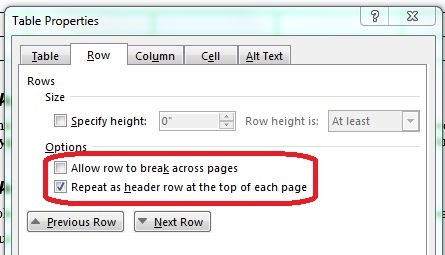 Table Properties
Table Row Column Cell Alt Text
Rows
Size
Specify height: 0" Row height is: At least
Options
Allow row to break across pages
Repeat as header row at the top of each page
Previous Row Next Row